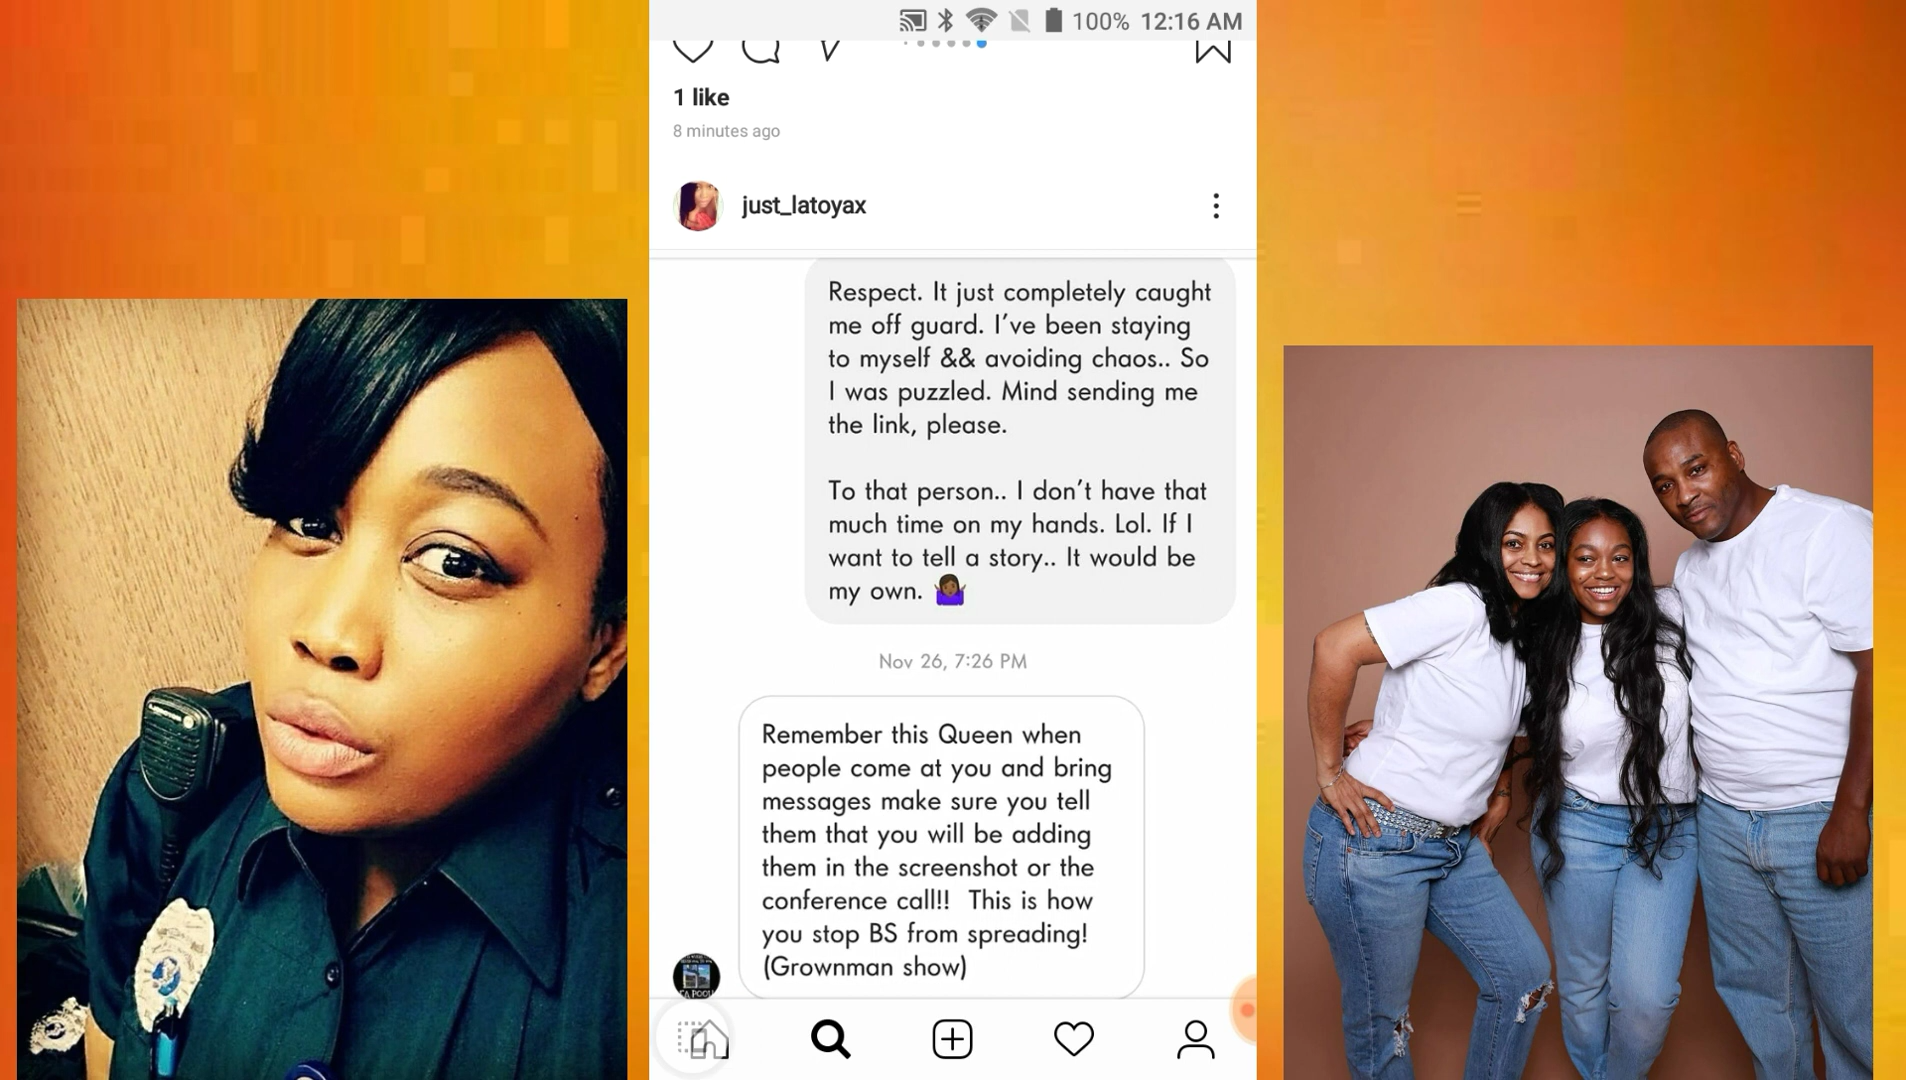 100% 12:16 AM
1 like
8 minutes ago
just_latoyax
Respect. It just completely caught
me off guard. I’ve been staying
to myself && avoiding chaos.. So
I was puzzled. Mind sending me
the link, please.
To that person.. I don’t have that
much time on my hands. Lol. If I
want to tell a story.. It would be
my own. 🤷🏾‍♀️
Nov 26, 7:26 PM
Remember this Queen when
people come at you and bring
messages make sure you tell
them that you will be adding
them in the screenshot or the
conference call!!  This is how
you stop BS from spreading!
(Grownman show)